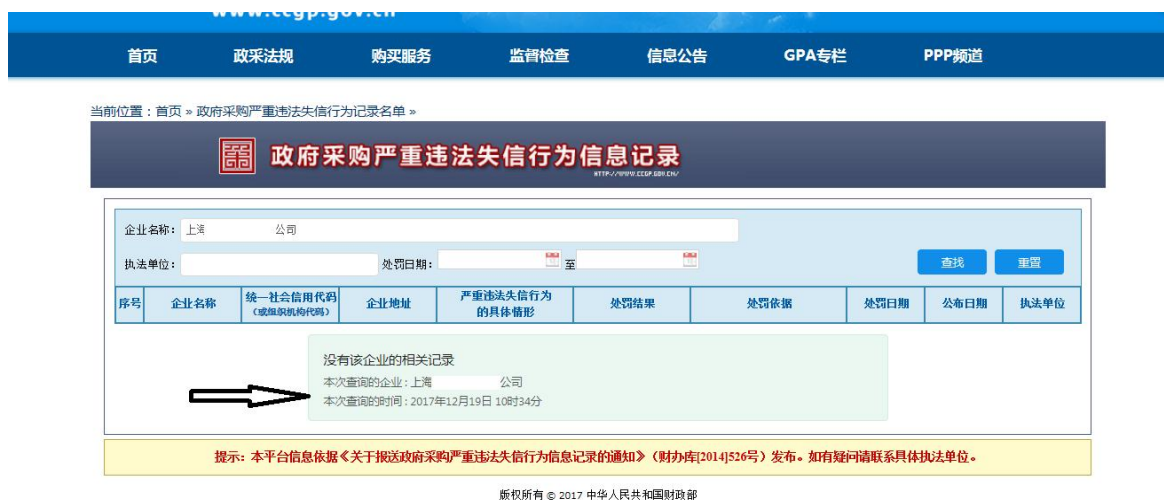 www.ccgp.gov.cn
首页 政采法规 购买服务 监督检查 信息公告 GPA专栏 PPP频道
当前位置：首页 » 政府采购严重违法失信行为记录名单 »
政府采购严重违法失信行为信息记录
HTTP://WWW.CCGP.GOV.CN/
企业名称： 上海 公司
执法单位： 处罚日期： 至 查找 重置
序号 企业名称 统一社会信用代码 （或组织机构代码） 企业地址 严重违法失信行为 的具体情形 处罚结果 处罚依据 处罚日期 公布日期 执法单位
没有该企业的相关记录
本次查询的企业：上海 公司
本次查询的时间：2017年12月19日 10时34分
提示：本平台信息依据《关于报送政府采购严重违法失信行为信息记录的通知》（财办库[2014]526号）发布。如有疑问请联系具体执法单位。
版权所有 © 2017 中华人民共和国财政部